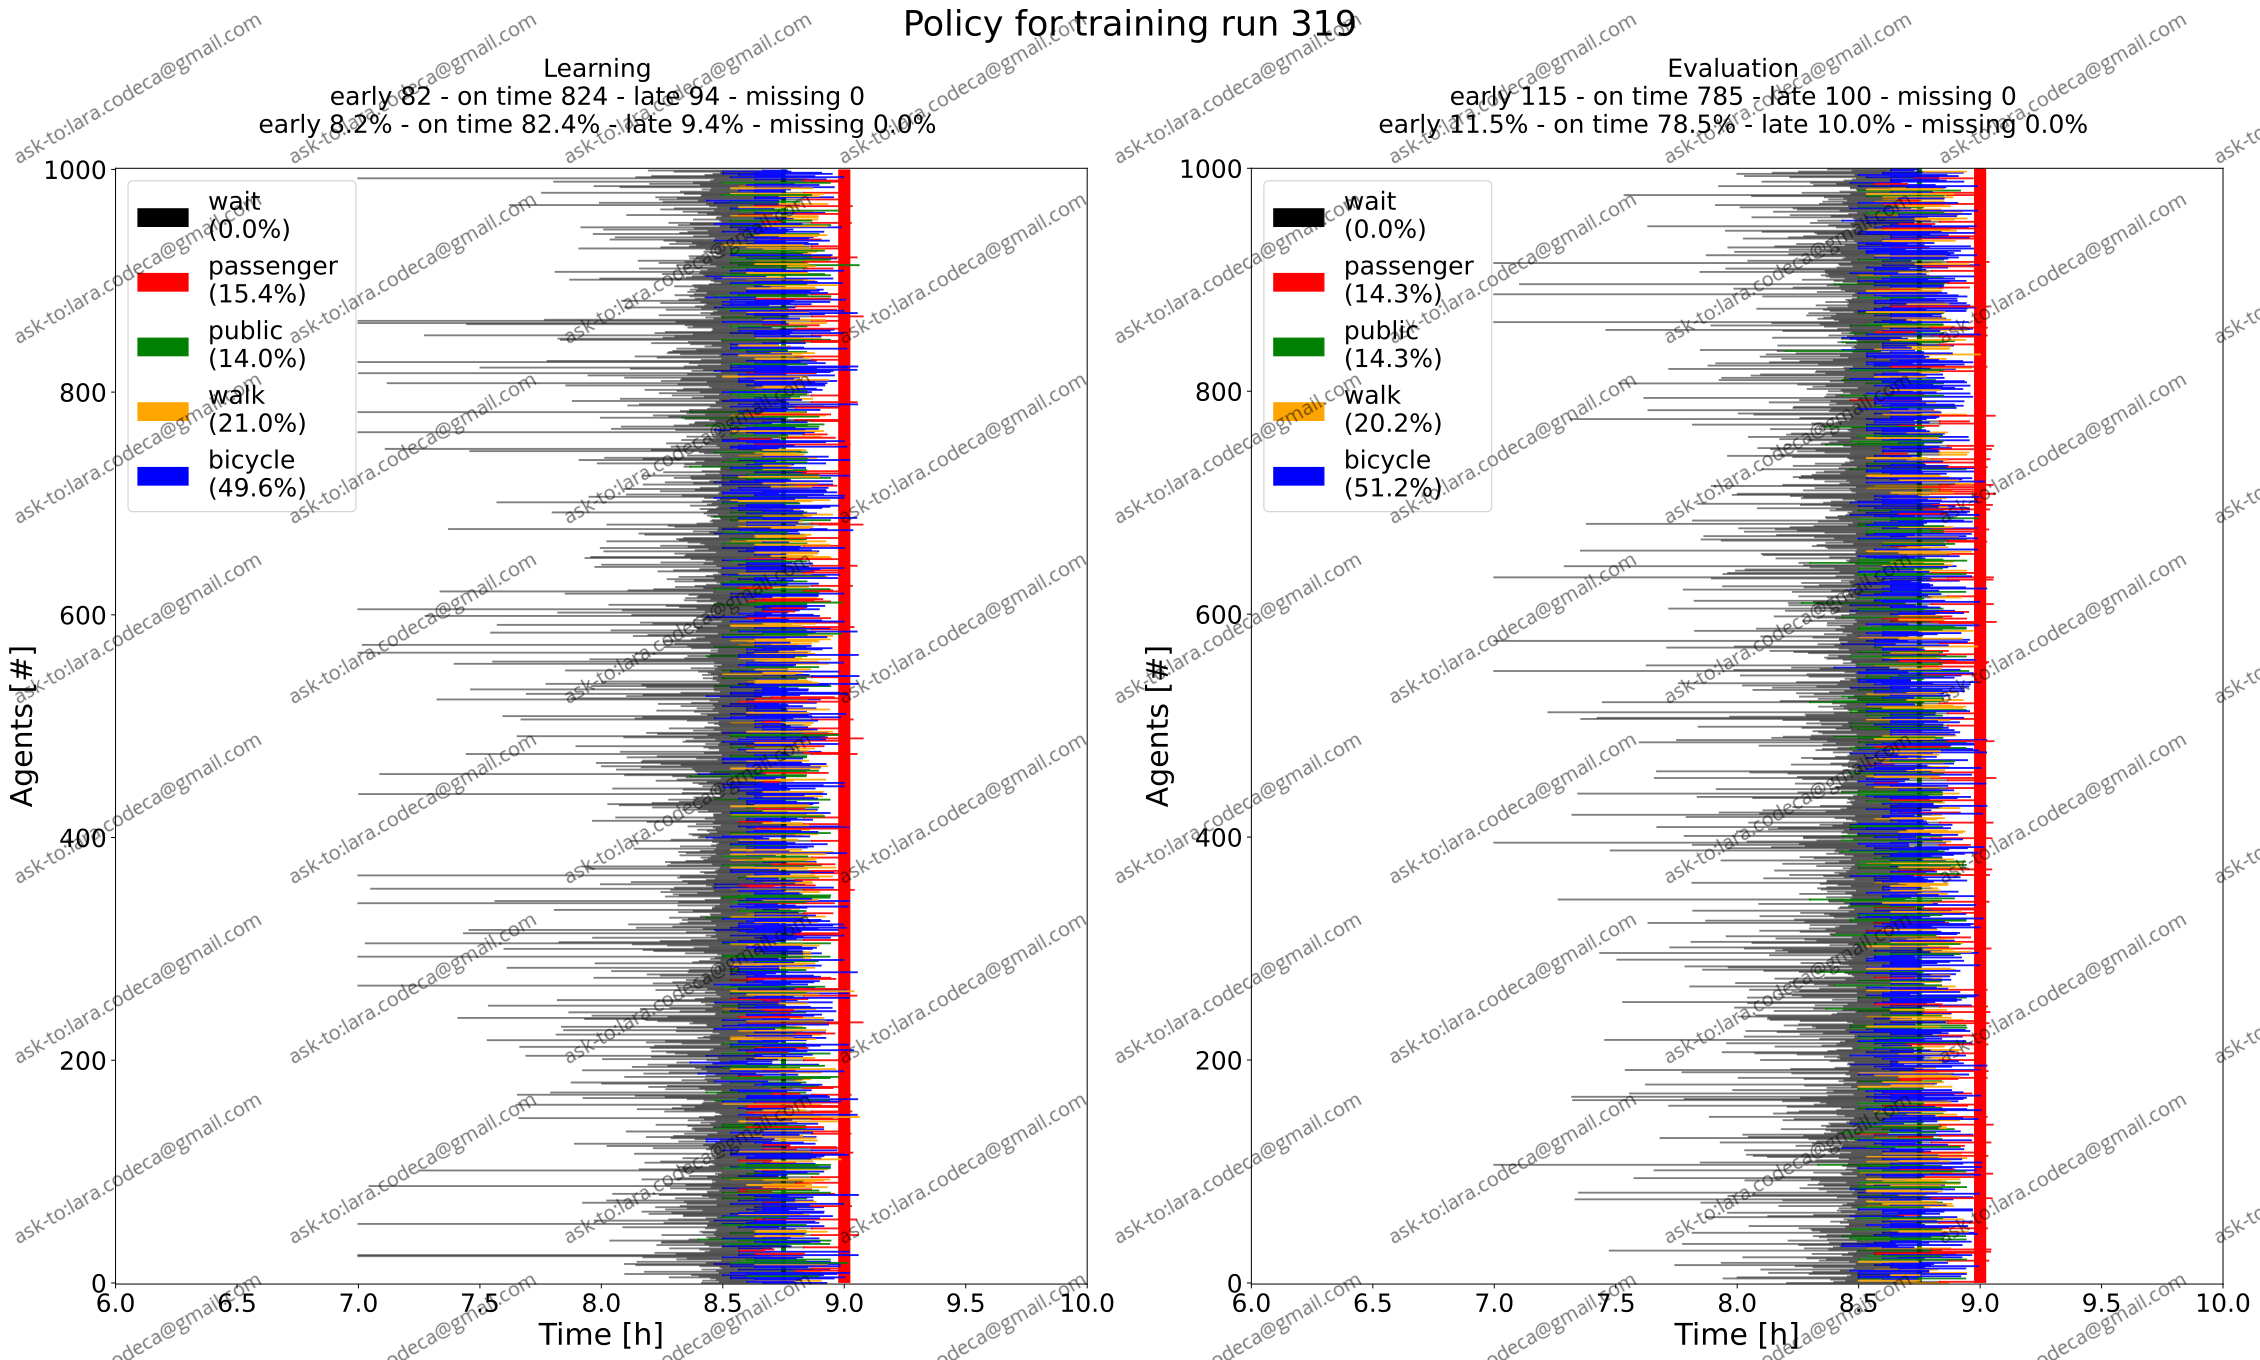 Policy for training run 319
Learning
early 82 - on time 824 - late 94 - missing 0
early 8.2% - on time 82.4% - late 9.4% - missing 0.0%
1000
800
600
400
200
0
Agents [#]
wait
(0.0%)
passenger
(15.4%)
public
(14.0%)
walk
(21.0%)
bicycle
(49.6%)
6.0 6.5 7.0 7.5 8.0 8.5 9.0 9.5 10.0
Time [h]
Evaluation
early 115 - on time 785 - late 100 - missing 0
early 11.5% - on time 78.5% - late 10.0% - missing 0.0%
1000
800
600
400
200
0
Agents [#]
wait
(0.0%)
passenger
(14.3%)
public
(14.3%)
walk
(20.2%)
bicycle
(51.2%)
6.0 6.5 7.0 7.5 8.0 8.5 9.0 9.5 10.0
Time [h]
ask-to:lara.codeca@gmail.com